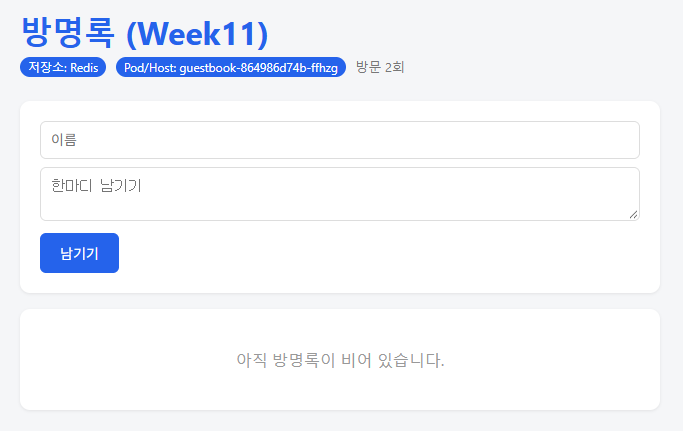 방명록 (Week11)
저장소: Redis Pod/Host: guestbook-864986d74b-ffhzg 방문 2회
이름
한마디 남기기
남기기
아직 방명록이 비어 있습니다.